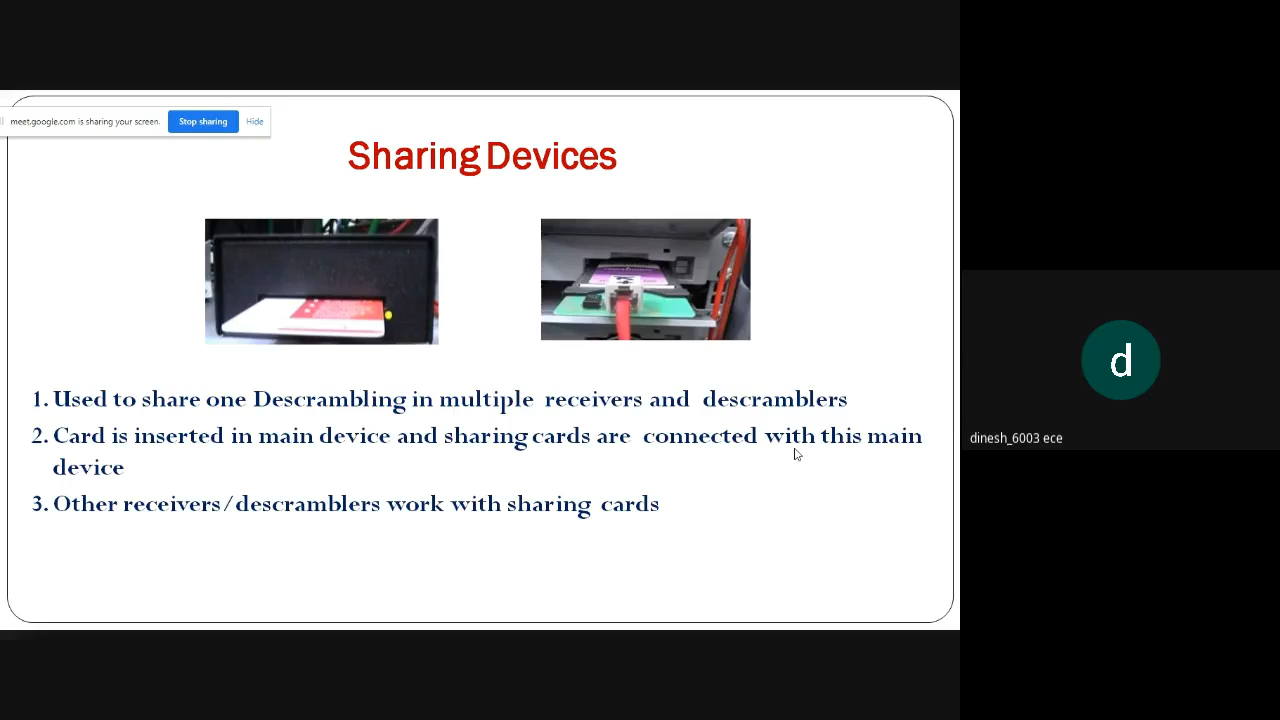 meet.google.com is sharing your screen.
Stop sharing
Hide
Sharing Devices
1. Used to share one Descrambling in multiple receivers and descramblers
2. Card is inserted in main device and sharing cards are connected with this main
device
3. Other receivers/descramblers work with sharing cards
d
dinesh_6003 ece